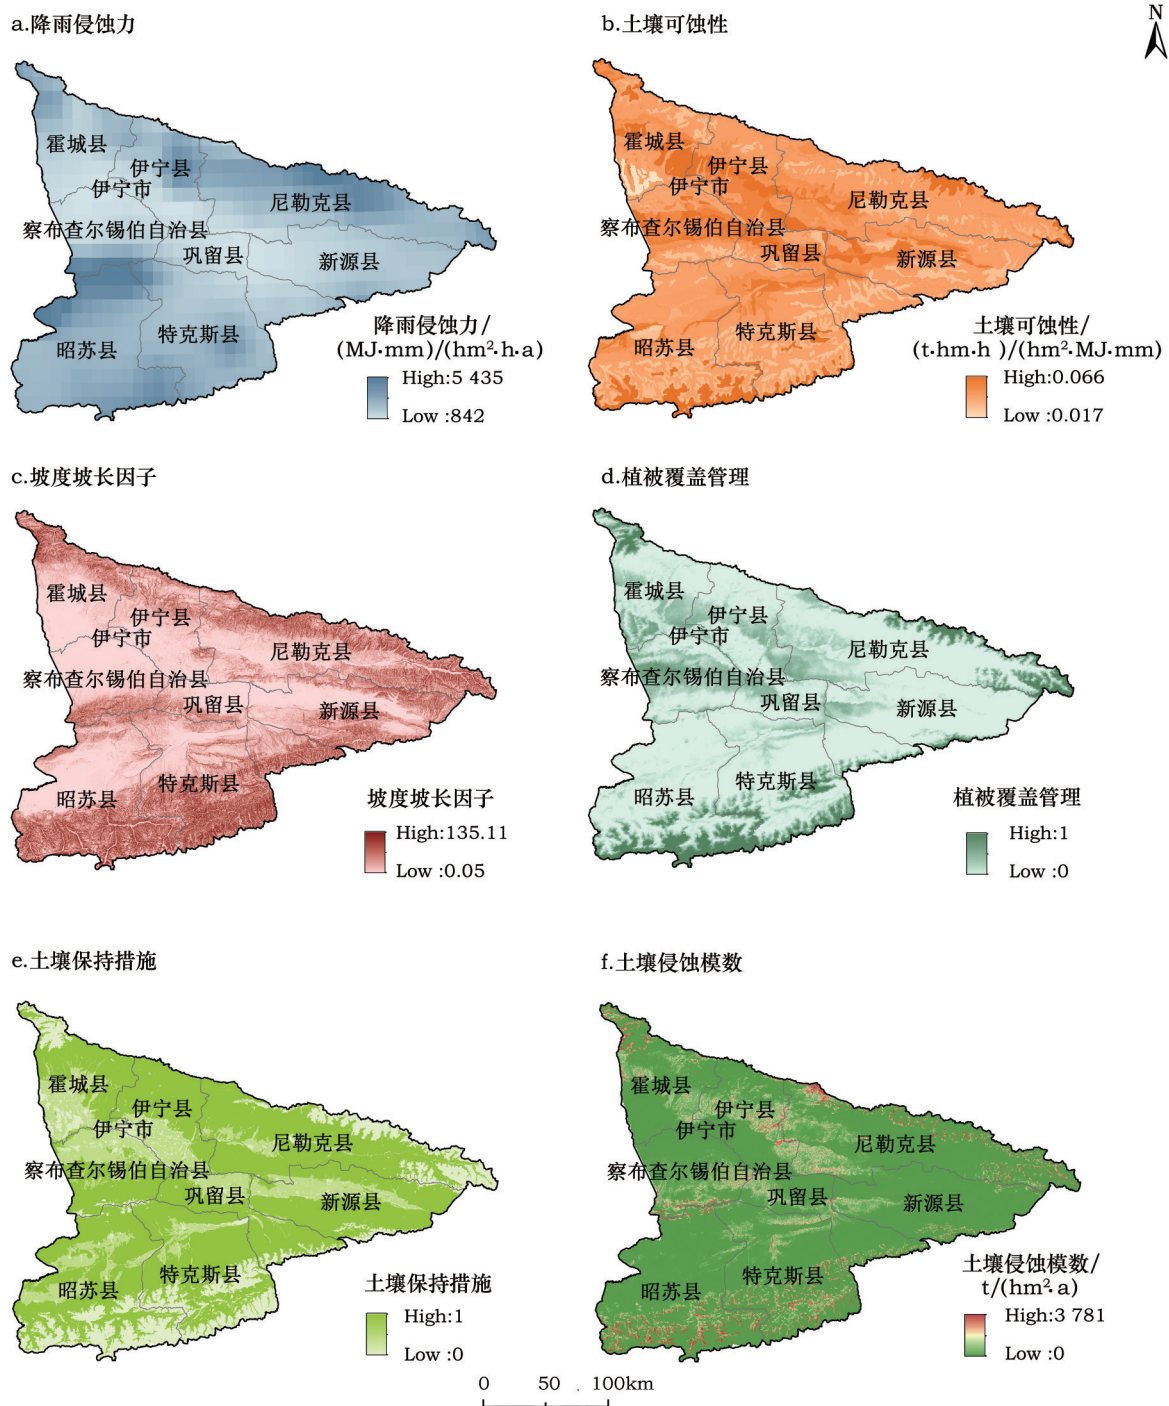 a.降雨侵蚀力
b.土壤可蚀性
N
霍城县
伊宁县
伊宁市
尼勒克县
察布查尔锡伯自治县
巩留县
新源县
特克斯县
昭苏县
降雨侵蚀力/
(MJ·mm)/(hm²·h·a)
High:5 435
Low :842
霍城县
伊宁县
伊宁市
尼勒克县
察布查尔锡伯自治县
巩留县
新源县
特克斯县
昭苏县
土壤可蚀性/
(t·hm·h )/(hm²·MJ·mm)
High:0.066
Low :0.017
c.坡度坡长因子
d.植被覆盖管理
霍城县
伊宁县
伊宁市
尼勒克县
察布查尔锡伯自治县
巩留县
新源县
特克斯县
昭苏县
坡度坡长因子
High:135.11
Low :0.05
霍城县
伊宁县
伊宁市
尼勒克县
察布查尔锡伯自治县
巩留县
新源县
特克斯县
昭苏县
植被覆盖管理
High:1
Low :0
e.土壤保持措施
f.土壤侵蚀模数
霍城县
伊宁县
伊宁市
尼勒克县
察布查尔锡伯自治县
巩留县
新源县
特克斯县
昭苏县
土壤保持措施
High:1
Low :0
霍城县
伊宁县
伊宁市
尼勒克县
察布查尔锡伯自治县
巩留县
新源县
特克斯县
昭苏县
土壤侵蚀模数/
t/(hm²·a)
High:3 781
Low :0
0 50 100km